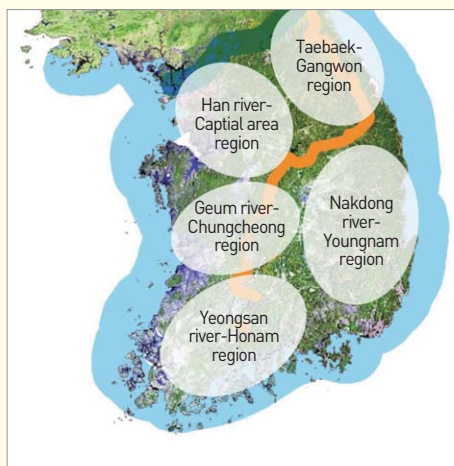 Taebaek-
Gangwon
region
Han river-
Captial area
region
Geum river-
Chungcheong
region
Nakdong
river-
Youngnam
region
Yeongsan
river-Honam
region